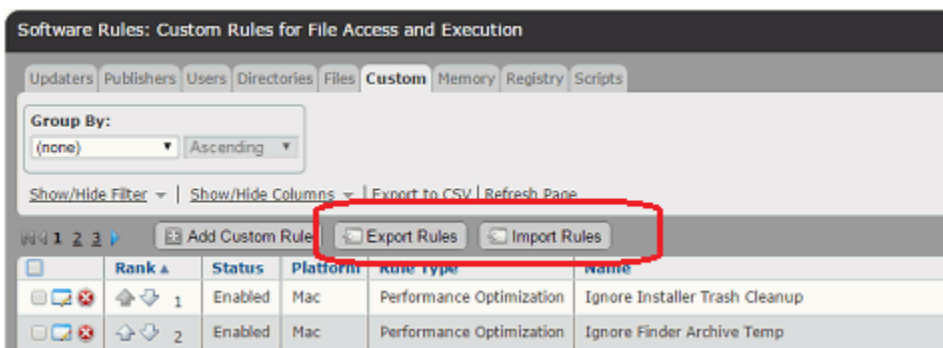 Software Rules: Custom Rules for File Access and Execution
Updaters Publishers Users Directories Files Custom Memory Registry Scripts
Group By:
(none) Ascending
Show/Hide Filter | Show/Hide Columns | Export to CSV | Refresh Page
1 2 3 Add Custom Rule Export Rules Import Rules
Rank Status Platform Rule Type Name
1 Enabled Mac Performance Optimization Ignore Installer Trash Cleanup
2 Enabled Mac Performance Optimization Ignore Finder Archive Temp